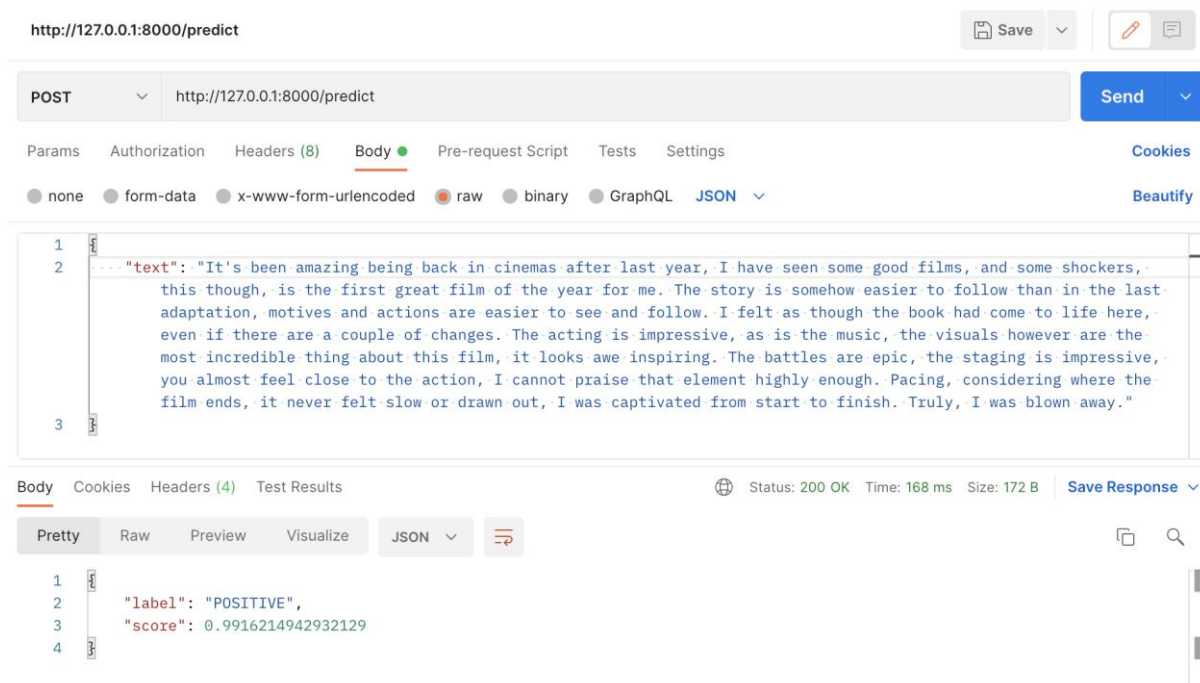 http://127.0.0.1:8000/predict
Save
POST
http://127.0.0.1:8000/predict
Send
Params Authorization Headers (8) Body Pre-request Script Tests Settings Cookies
none form-data x-www-form-urlencoded raw binary GraphQL JSON Beautify
1 {
2 "text": "It's been amazing being back in cinemas after last year, I have seen some good films, and some shockers,
this though, is the first great film of the year for me. The story is somehow easier to follow than in the last
adaptation, motives and actions are easier to see and follow. I felt as though the book had come to life here,
even if there are a couple of changes. The acting is impressive, as is the music, the visuals however are the
most incredible thing about this film, it looks awe inspiring. The battles are epic, the staging is impressive,
you almost feel close to the action, I cannot praise that element highly enough. Pacing, considering where the
film ends, it never felt slow or drawn out, I was captivated from start to finish. Truly, I was blown away."
3 }
Body Cookies Headers (4) Test Results Status: 200 OK Time: 168 ms Size: 172 B Save Response
Pretty Raw Preview Visualize JSON
1 {
2 "label": "POSITIVE",
3 "score": 0.9916214942932129
4 }